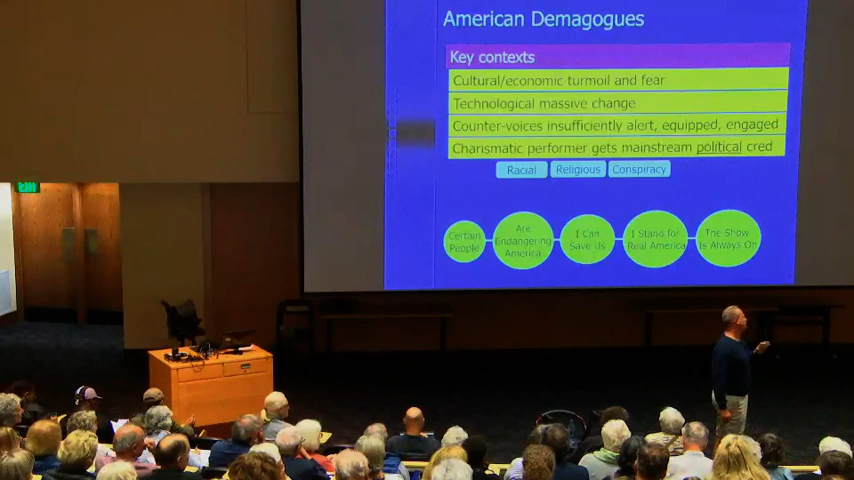 American Demagogues
Key contexts
Cultural/economic turmoil and fear
Technological massive change
Counter-voices insufficiently alert, equipped, engaged
Charismatic performer gets mainstream political cred
Racial
Religious
Conspiracy
Certain
People
Are
Endangering
America
I Can
Save Us
I Stand for
Real America
The Show
Is Always On